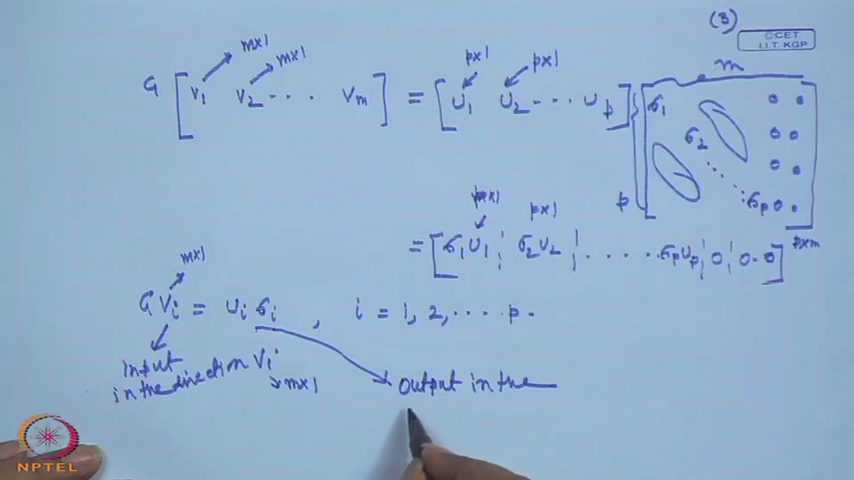 (3)
© CET
I.I.T. KGP
m×1 m×1 p×1 p×1 m
G [ v₁ v₂ - - · · · vₘ ] = [ u₁ u₂ - - - · · uₚ ] p [ σ₁ 0 σ₂ 0 ⋱ σₚ ] p×m
p×1 p×1
= [ σ₁u₁ ¦ σ₂u₂ ¦ · · · · · · σₚuₚ ¦ 0 ¦ 0 - 0 ]
m×1
G vᵢ = uᵢ σᵢ , i = 1, 2, · · · · p.
input
in the direction vᵢ
m×1
output in the
NPTEL